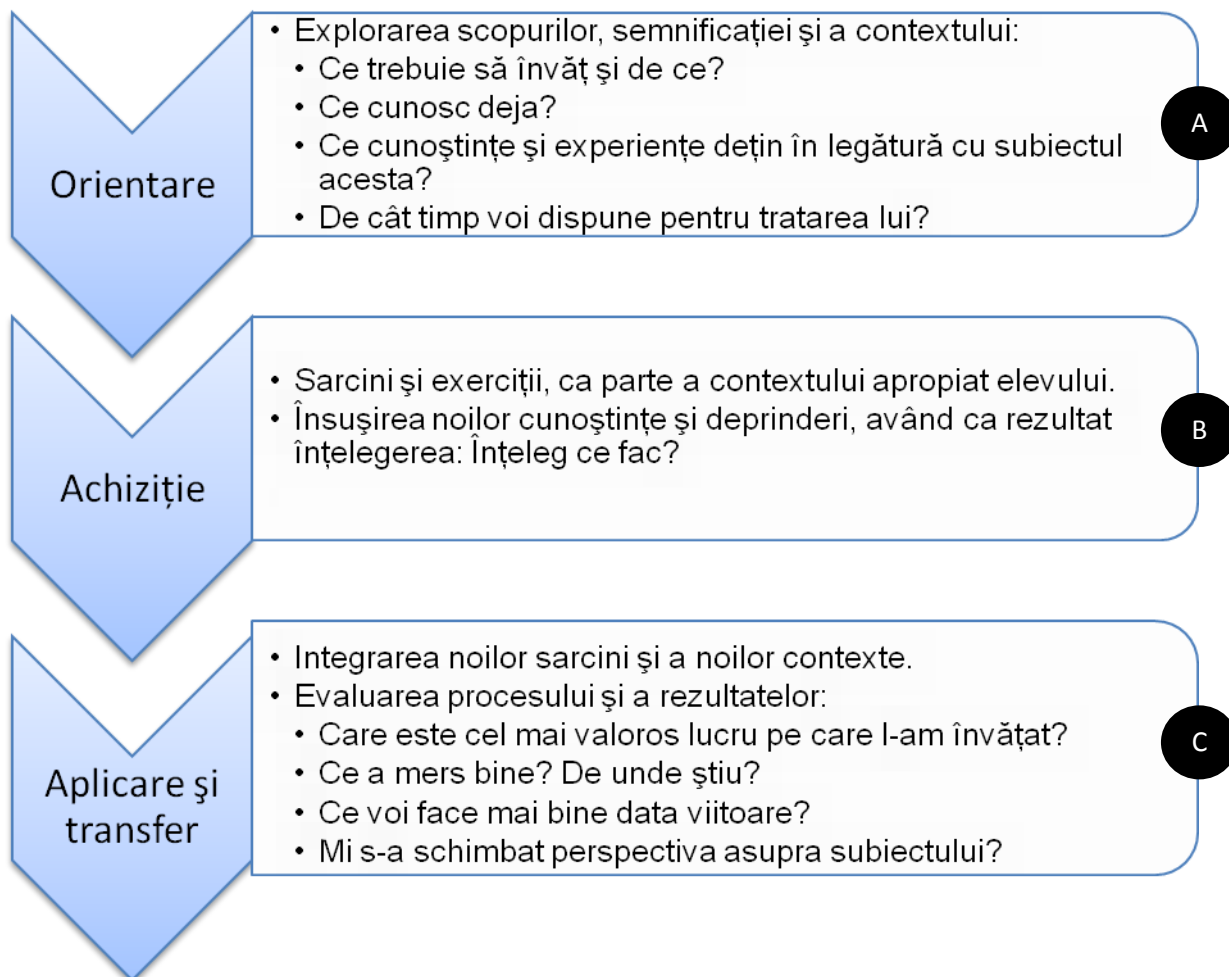 Orientare
• Explorarea scopurilor, semnificației şi a contextului:
• Ce trebuie să învăț şi de ce?
• Ce cunosc deja?
• Ce cunoştințe şi experiențe dețin în legătură cu subiectul
acesta?
• De cât timp voi dispune pentru tratarea lui?
A
Achiziție
• Sarcini şi exerciții, ca parte a contextului apropiat elevului.
• Însuşirea noilor cunoştințe şi deprinderi, având ca rezultat
înțelegerea: Înțeleg ce fac?
B
Aplicare şi
transfer
• Integrarea noilor sarcini şi a noilor contexte.
• Evaluarea procesului şi a rezultatelor:
• Care este cel mai valoros lucru pe care l-am învățat?
• Ce a mers bine? De unde ştiu?
• Ce voi face mai bine data viitoare?
• Mi s-a schimbat perspectiva asupra subiectului?
C